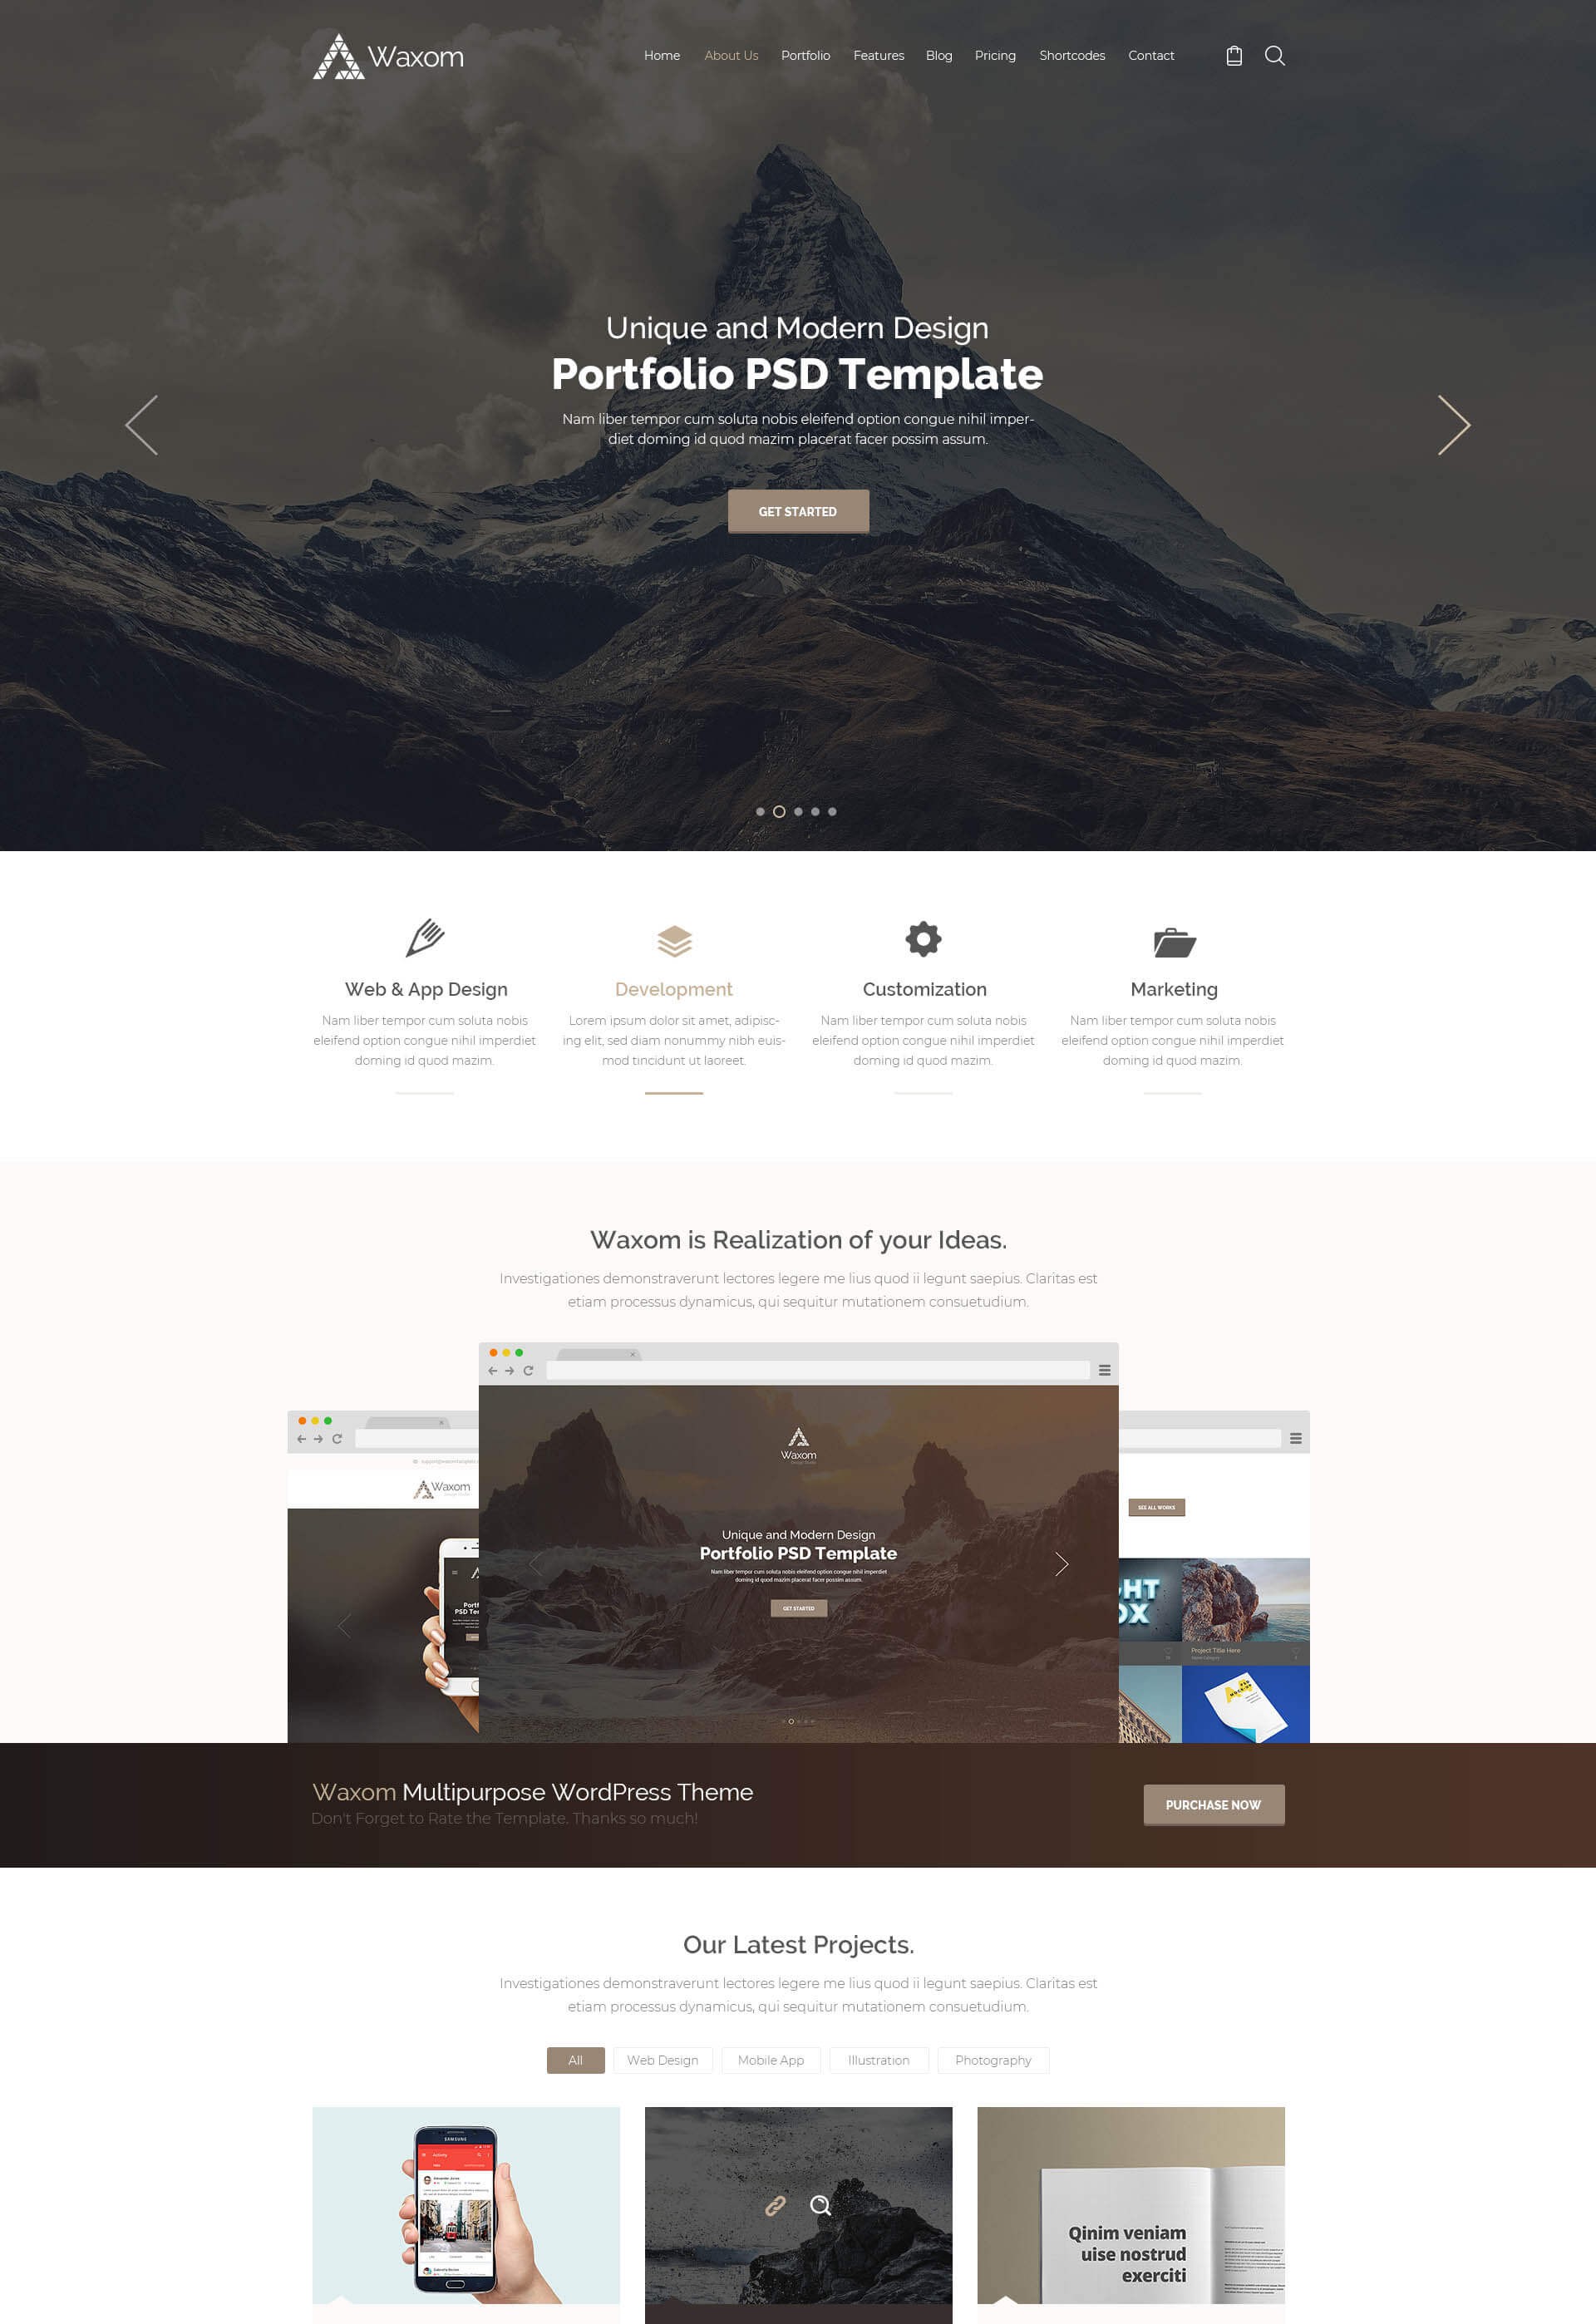 Waxom
Home About Us Portfolio Features Blog Pricing Shortcodes Contact
Unique and Modern Design
Portfolio PSD Template
Nam liber tempor cum soluta nobis eleifend option congue nihil imper-
diet doming id quod mazim placerat facer possim assum.
GET STARTED
Web & App Design
Nam liber tempor cum soluta nobis
eleifend option congue nihil imperdiet
doming id quod mazim.
Development
Lorem ipsum dolor sit amet, adipisc-
ing elit, sed diam nonummy nibh euis-
mod tincidunt ut laoreet.
Customization
Nam liber tempor cum soluta nobis
eleifend option congue nihil imperdiet
doming id quod mazim.
Marketing
Nam liber tempor cum soluta nobis
eleifend option congue nihil imperdiet
doming id quod mazim.
Waxom is Realization of your Ideas.
Investigationes demonstraverunt lectores legere me lius quod ii legunt saepius. Claritas est
etiam processus dynamicus, qui sequitur mutationem consuetudium.
Waxom
Waxom
Unique and Modern Design
Portfolio PSD Template
Nam liber tempor cum soluta nobis eleifend option congue nihil imperdiet
doming id quod mazim placerat facer possim assum.
GET STARTED
SEE ALL WORKS
Project Title Here
Waxom Multipurpose WordPress Theme
Don't Forget to Rate the Template. Thanks so much!
PURCHASE NOW
Our Latest Projects.
Investigationes demonstraverunt lectores legere me lius quod ii legunt saepius. Claritas est
etiam processus dynamicus, qui sequitur mutationem consuetudium.
All Web Design Mobile App Illustration Photography
SAMSUNG
Qinim veniam
uise nostrud
exerciti